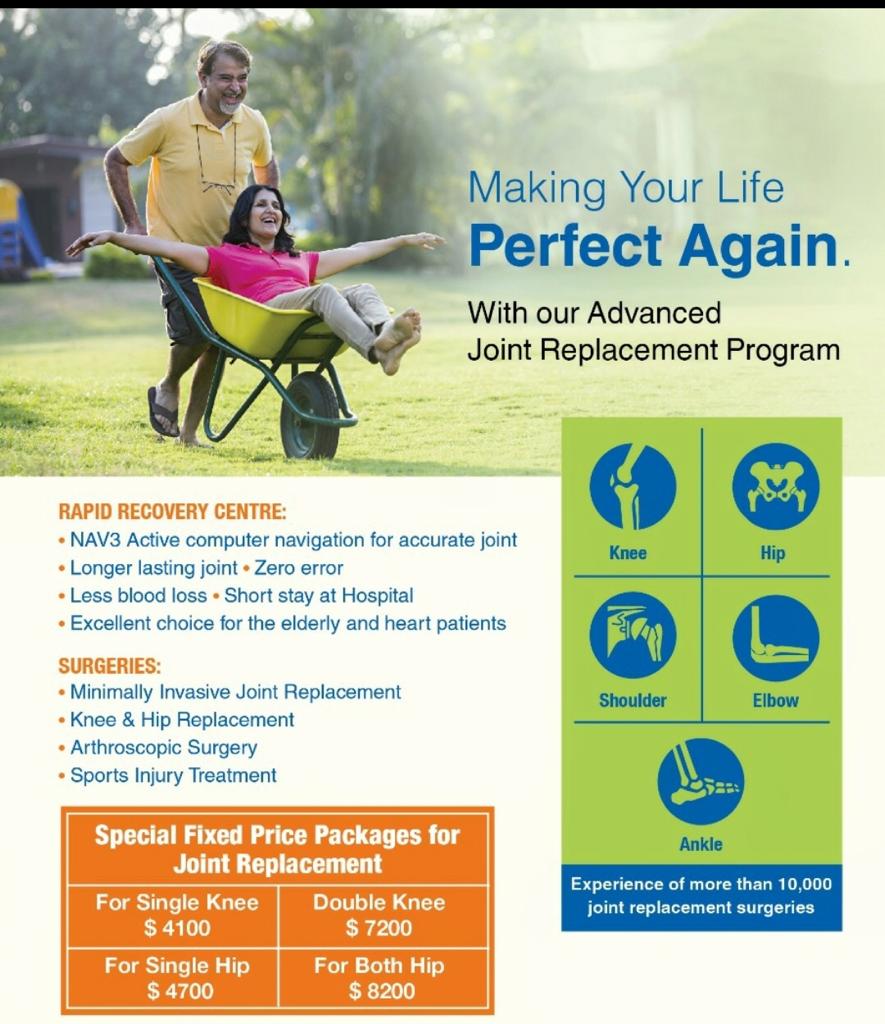 Making Your Life
Perfect Again.
With our Advanced
Joint Replacement Program
RAPID RECOVERY CENTRE:
• NAV3 Active computer navigation for accurate joint
• Longer lasting joint • Zero error
• Less blood loss • Short stay at Hospital
• Excellent choice for the elderly and heart patients
SURGERIES:
• Minimally Invasive Joint Replacement
• Knee & Hip Replacement
• Arthroscopic Surgery
• Sports Injury Treatment
Special Fixed Price Packages for
Joint Replacement
For Single Knee
$ 4100
Double Knee
$ 7200
For Single Hip
$ 4700
For Both Hip
$ 8200
Knee
Hip
Shoulder
Elbow
Ankle
Experience of more than 10,000
joint replacement surgeries